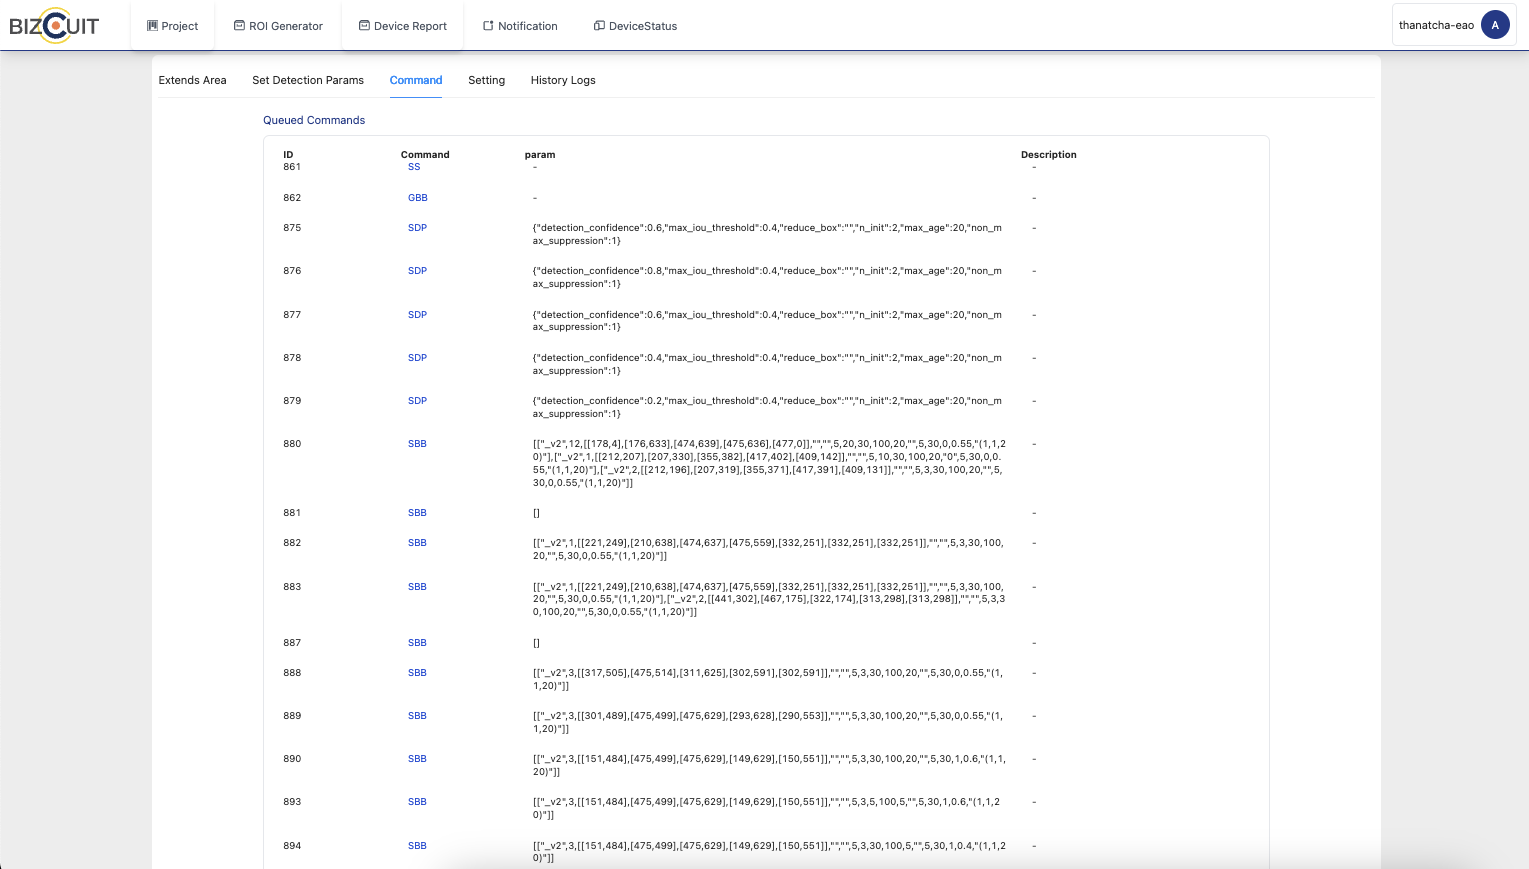 BIZCUIT
Project
ROI Generator
Device Report
Notification
DeviceStatus
thanatcha-eao
A
Extends Area
Set Detection Params
Command
Setting
History Logs
Queued Commands
ID Command param Description
861 SS - -
862 GBB - -
875 SDP {"detection_confidence":0.6,"max_iou_threshold":0.4,"reduce_box":"","n_init":2,"max_age":20,"non_m -
ax_suppression":1}
876 SDP {"detection_confidence":0.8,"max_iou_threshold":0.4,"reduce_box":"","n_init":2,"max_age":20,"non_m -
ax_suppression":1}
877 SDP {"detection_confidence":0.6,"max_iou_threshold":0.4,"reduce_box":"","n_init":2,"max_age":20,"non_m -
ax_suppression":1}
878 SDP {"detection_confidence":0.4,"max_iou_threshold":0.4,"reduce_box":"","n_init":2,"max_age":20,"non_m -
ax_suppression":1}
879 SDP {"detection_confidence":0.2,"max_iou_threshold":0.4,"reduce_box":"","n_init":2,"max_age":20,"non_m -
ax_suppression":1}
880 SBB [["_v2",12,[[178,4],[176,633],[474,639],[475,636],[477,0]],"","",5,20,30,100,20,"",5,30,0,0.55,"(1,1,2 -
0)"],["_v2",1,[[212,207],[207,330],[355,382],[417,402],[409,142]],"","",5,10,30,100,20,"0",5,30,0,0.
55,"(1,1,20)"],["_v2",2,[[212,196],[207,319],[355,371],[417,391],[409,131]],"","",5,3,30,100,20,"",5,
30,0,0.55,"(1,1,20)"]]
881 SBB [] -
882 SBB [["_v2",1,[[221,249],[210,638],[474,637],[475,559],[332,251],[332,251],[332,251]],"","",5,3,30,100, -
20,"",5,30,0,0.55,"(1,1,20)"]]
883 SBB [["_v2",1,[[221,249],[210,638],[474,637],[475,559],[332,251],[332,251],[332,251]],"","",5,3,30,100, -
20,"",5,30,0,0.55,"(1,1,20)"],["_v2",2,[[441,302],[467,175],[322,174],[313,298],[313,298]],"","",5,3,3
0,100,20,"",5,30,0,0.55,"(1,1,20)"]]
887 SBB [] -
888 SBB [["_v2",3,[[317,505],[475,514],[311,625],[302,591],[302,591]],"","",5,3,30,100,20,"",5,30,0,0.55,"(1, -
1,20)"]]
889 SBB [["_v2",3,[[301,489],[475,499],[475,629],[293,628],[290,553]],"","",5,3,30,100,20,"",5,30,0,0.55,"(1, -
1,20)"]]
890 SBB [["_v2",3,[[151,484],[475,499],[475,629],[149,629],[150,551]],"","",5,3,30,100,20,"",5,30,1,0.6,"(1,1, -
20)"]]
893 SBB [["_v2",3,[[151,484],[475,499],[475,629],[149,629],[150,551]],"","",5,3,5,100,5,"",5,30,1,0.6,"(1,1,2 -
0)"]]
894 SBB [["_v2",3,[[151,484],[475,499],[475,629],[149,629],[150,551]],"","",5,3,30,100,5,"",5,30,1,0.4,"(1,1,2 -
0)"]]